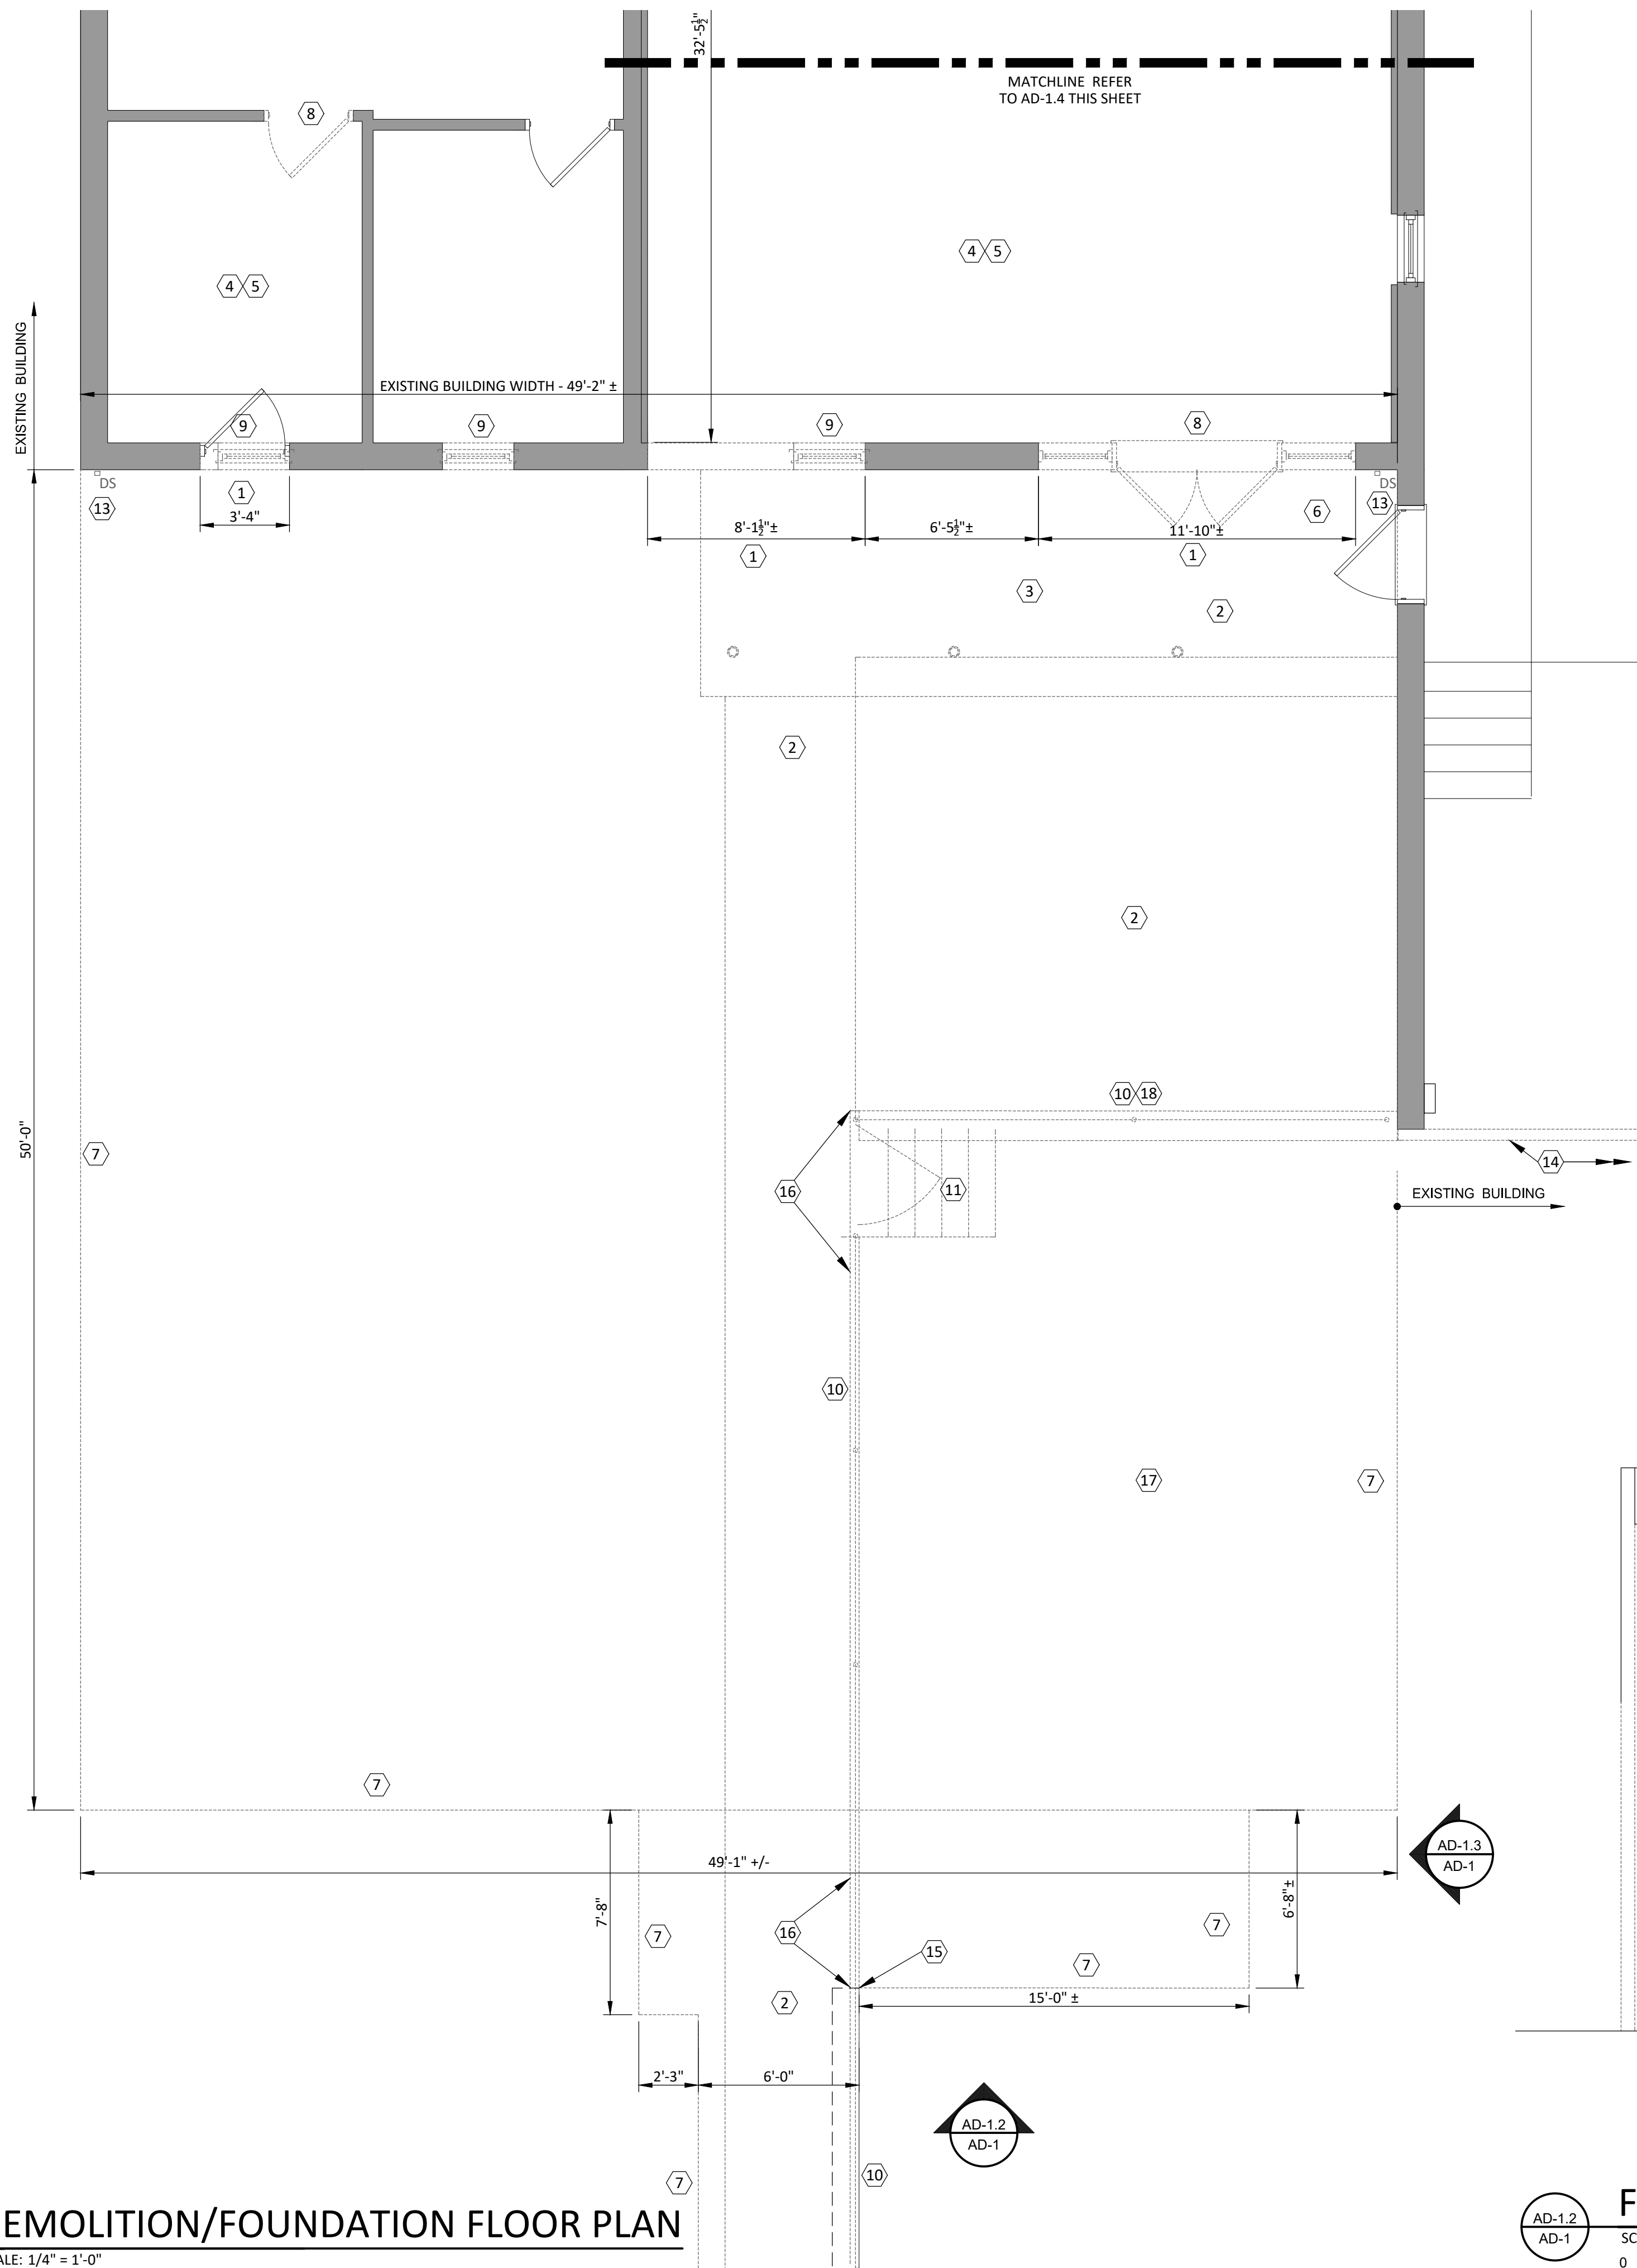 32'-5½"
MATCHLINE REFER
TO AD-1.4 THIS SHEET
8
4 5
4 5
EXISTING BUILDING
EXISTING BUILDING WIDTH - 49'-2" ±
9
9
9
8
DS
13
1
3'-4"
8'-1½"±
1
6'-5½"±
11'-10"±
1
6
DS
13
3
2
2
2
10 18
50'-0"
7
16
11
14
EXISTING BUILDING
10
17
7
7
49'-1" +/-
AD-1.3
AD-1
7'-8"
7
16
15
7
7
6'-8"±
2
15'-0" ±
2'-3"
6'-0"
AD-1.2
AD-1
7
10
EMOLITION/FOUNDATION FLOOR PLAN
ALE: 1/4" = 1'-0"
AD-1.2
AD-1
F
SC
0